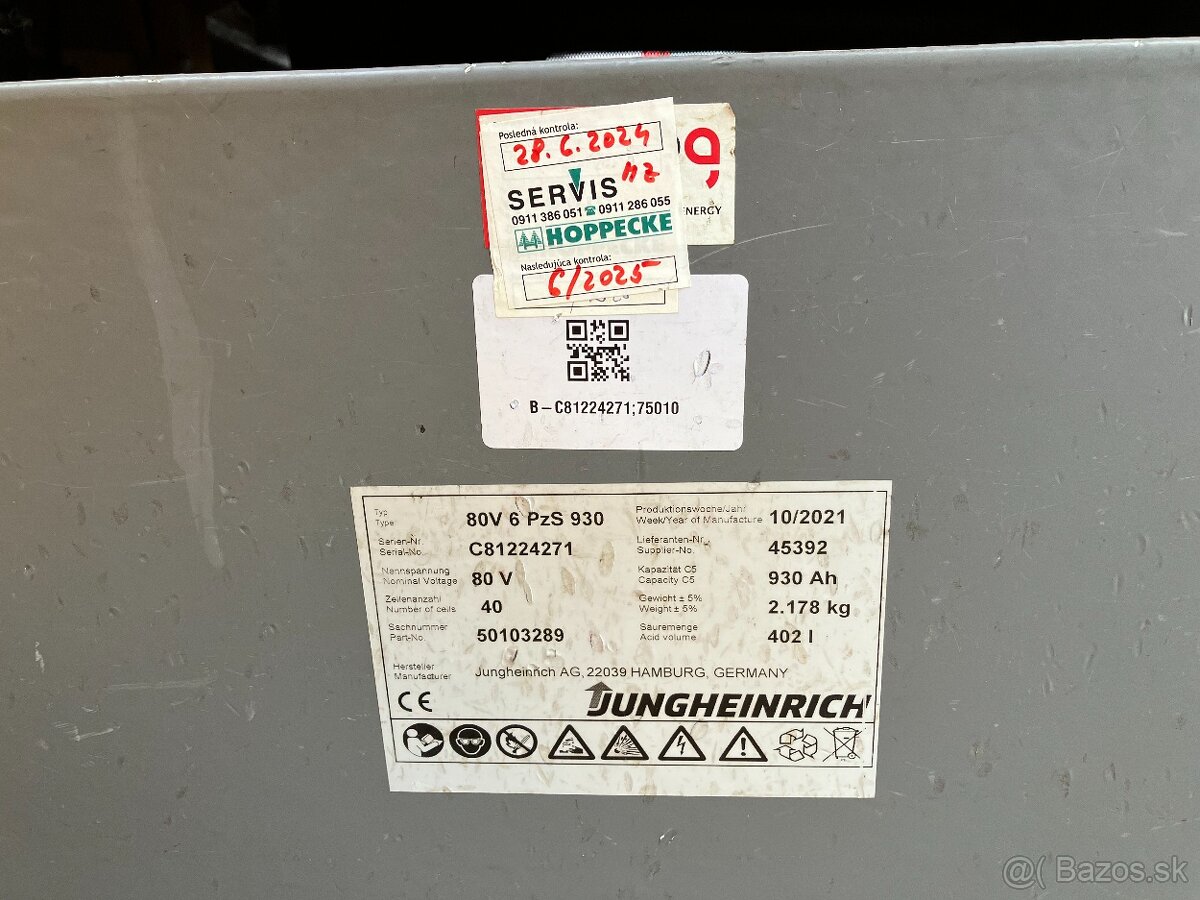 Posledná kontrola:
28. 6. 2024
HZ
SERVIS
0911 386 051 ☎ 0911 286 055
NERGY
HOPPECKE
Nasledujúca kontrola:
6/2025
B-C81224271;75010
Typ
Type 80V 6 PzS 930 Produktionswoche/Jahr
Week/Year of Manufacture 10/2021
Serien-Nr.
Serial-No. C81224271 Lieferanten-Nr.
Supplier-No. 45392
Nennspannung
Nominal Voltage 80 V Kapazität C5
Capacity C5 930 Ah
Zellenanzahl
Number of cells 40 Gewicht ± 5%
Weight ± 5% 2.178 kg
Sachnummer
Part-No. 50103289 Säuremenge
Acid volume 402 l
Hersteller
Manufacturer Jungheinrich AG, 22039 HAMBURG, GERMANY
CE JUNGHEINRICH
@( Bazos.sk